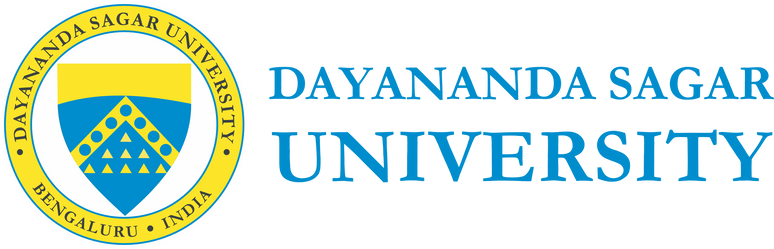 DAYANANDA SAGAR UNIVERSITY
BENGALURU • INDIA
DAYANANDA SAGAR
UNIVERSITY